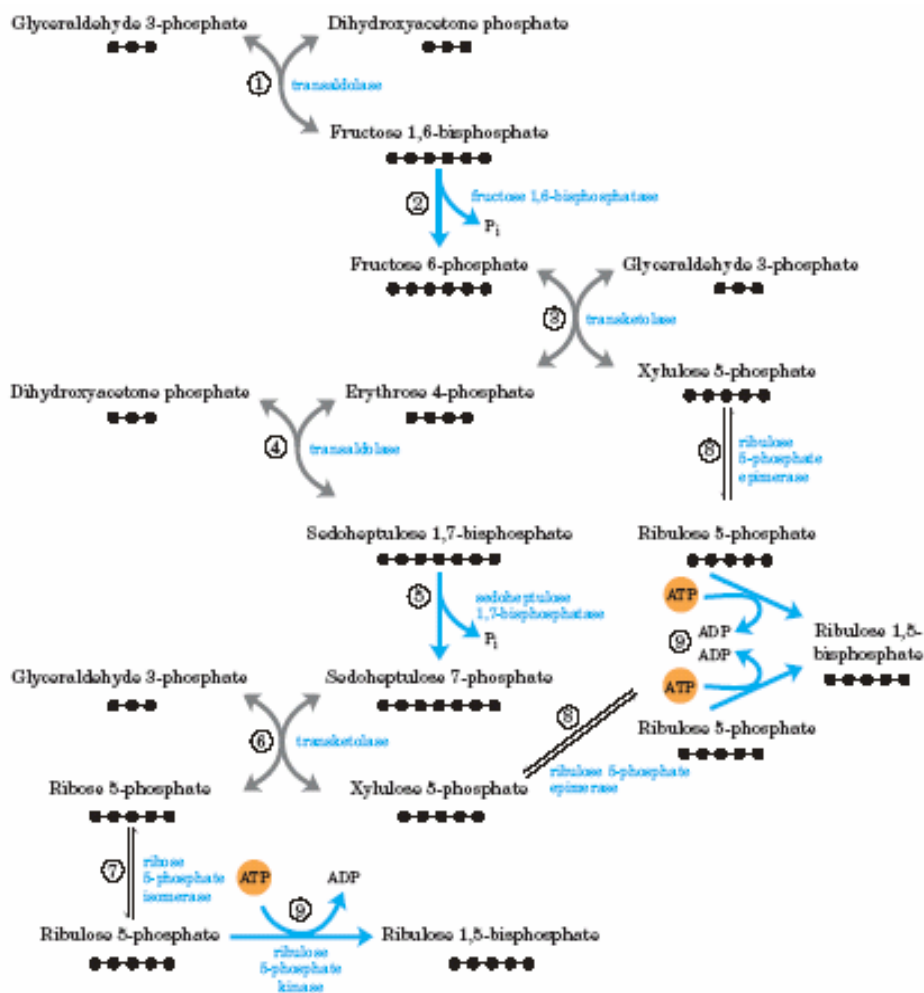 Glyceraldehyde 3-phosphate
Dihydroxyacetone phosphate
1
transaldolase
Fructose 1,6-bisphosphate
2
fructose 1,6-bisphosphatase
Pi
Fructose 6-phosphate
Glyceraldehyde 3-phosphate
3
transketolase
Xylulose 5-phosphate
Dihydroxyacetone phosphate
Erythrose 4-phosphate
4
transaldolase
8
ribulose
5-phosphate
epimerase
Sedoheptulose 1,7-bisphosphate
Ribulose 5-phosphate
5
sedoheptulose
1,7-bisphosphatase
Pi
ATP
ADP
9
ADP
ATP
Ribulose 1,5-
bisphosphate
Glyceraldehyde 3-phosphate
Sedoheptulose 7-phosphate
8
Ribulose 5-phosphate
6
transketolase
ribulose 5-phosphate
epimerase
Ribose 5-phosphate
Xylulose 5-phosphate
7
ribose
5-phosphate
isomerase
ATP
ADP
9
Ribulose 5-phosphate
Ribulose 1,5-bisphosphate
ribulose
5-phosphate
kinase